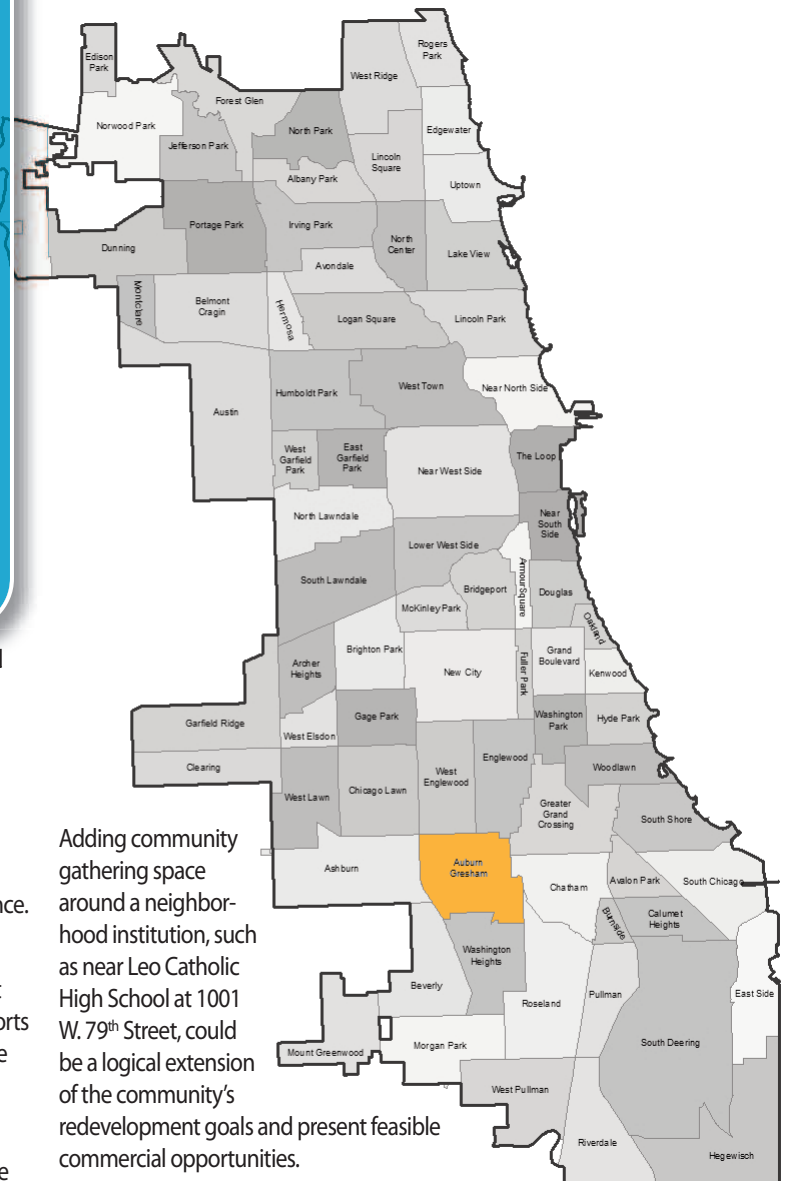 Edison
Park
Norwood Park
Forest Glen
Jefferson Park
North Park
West Ridge
Rogers
Park
Edgewater
Lincoln
Square
Albany Park
Uptown
Portage Park
Irving Park
North
Center
Lake View
Dunning
Avondale
Montclare
Belmont
Cragin
Hermosa
Logan Square
Lincoln Park
Austin
Humboldt Park
West Town
Near North Side
West
Garfield
Park
East
Garfield
Park
Near West Side
The Loop
North Lawndale
Near
South
Side
Lower West Side
South Lawndale
Bridgeport
ArmourSquare
Douglas
McKinley Park
Oakland
Archer
Heights
Brighton Park
New City
Fuller Park
Grand
Boulevard
Kenwood
Garfield Ridge
West Elsdon
Gage Park
Washington
Park
Hyde Park
Clearing
West Lawn
Chicago Lawn
West
Englewood
Englewood
Woodlawn
Greater
Grand
Crossing
South Shore
Ashburn
Auburn
Gresham
Chatham
Avalon Park
South Chicago
Burnside
Calumet
Heights
Washington
Heights
Beverly
Roseland
Pullman
East Side
Mount Greenwood
Morgan Park
South Deering
West Pullman
Riverdale
Hegewisch
Adding community
gathering space
around a neighbor-
hood institution, such
as near Leo Catholic
High School at 1001
W. 79th Street, could
be a logical extension
of the community's
redevelopment goals and present feasible
commercial opportunities.
nce.
orts
e
e